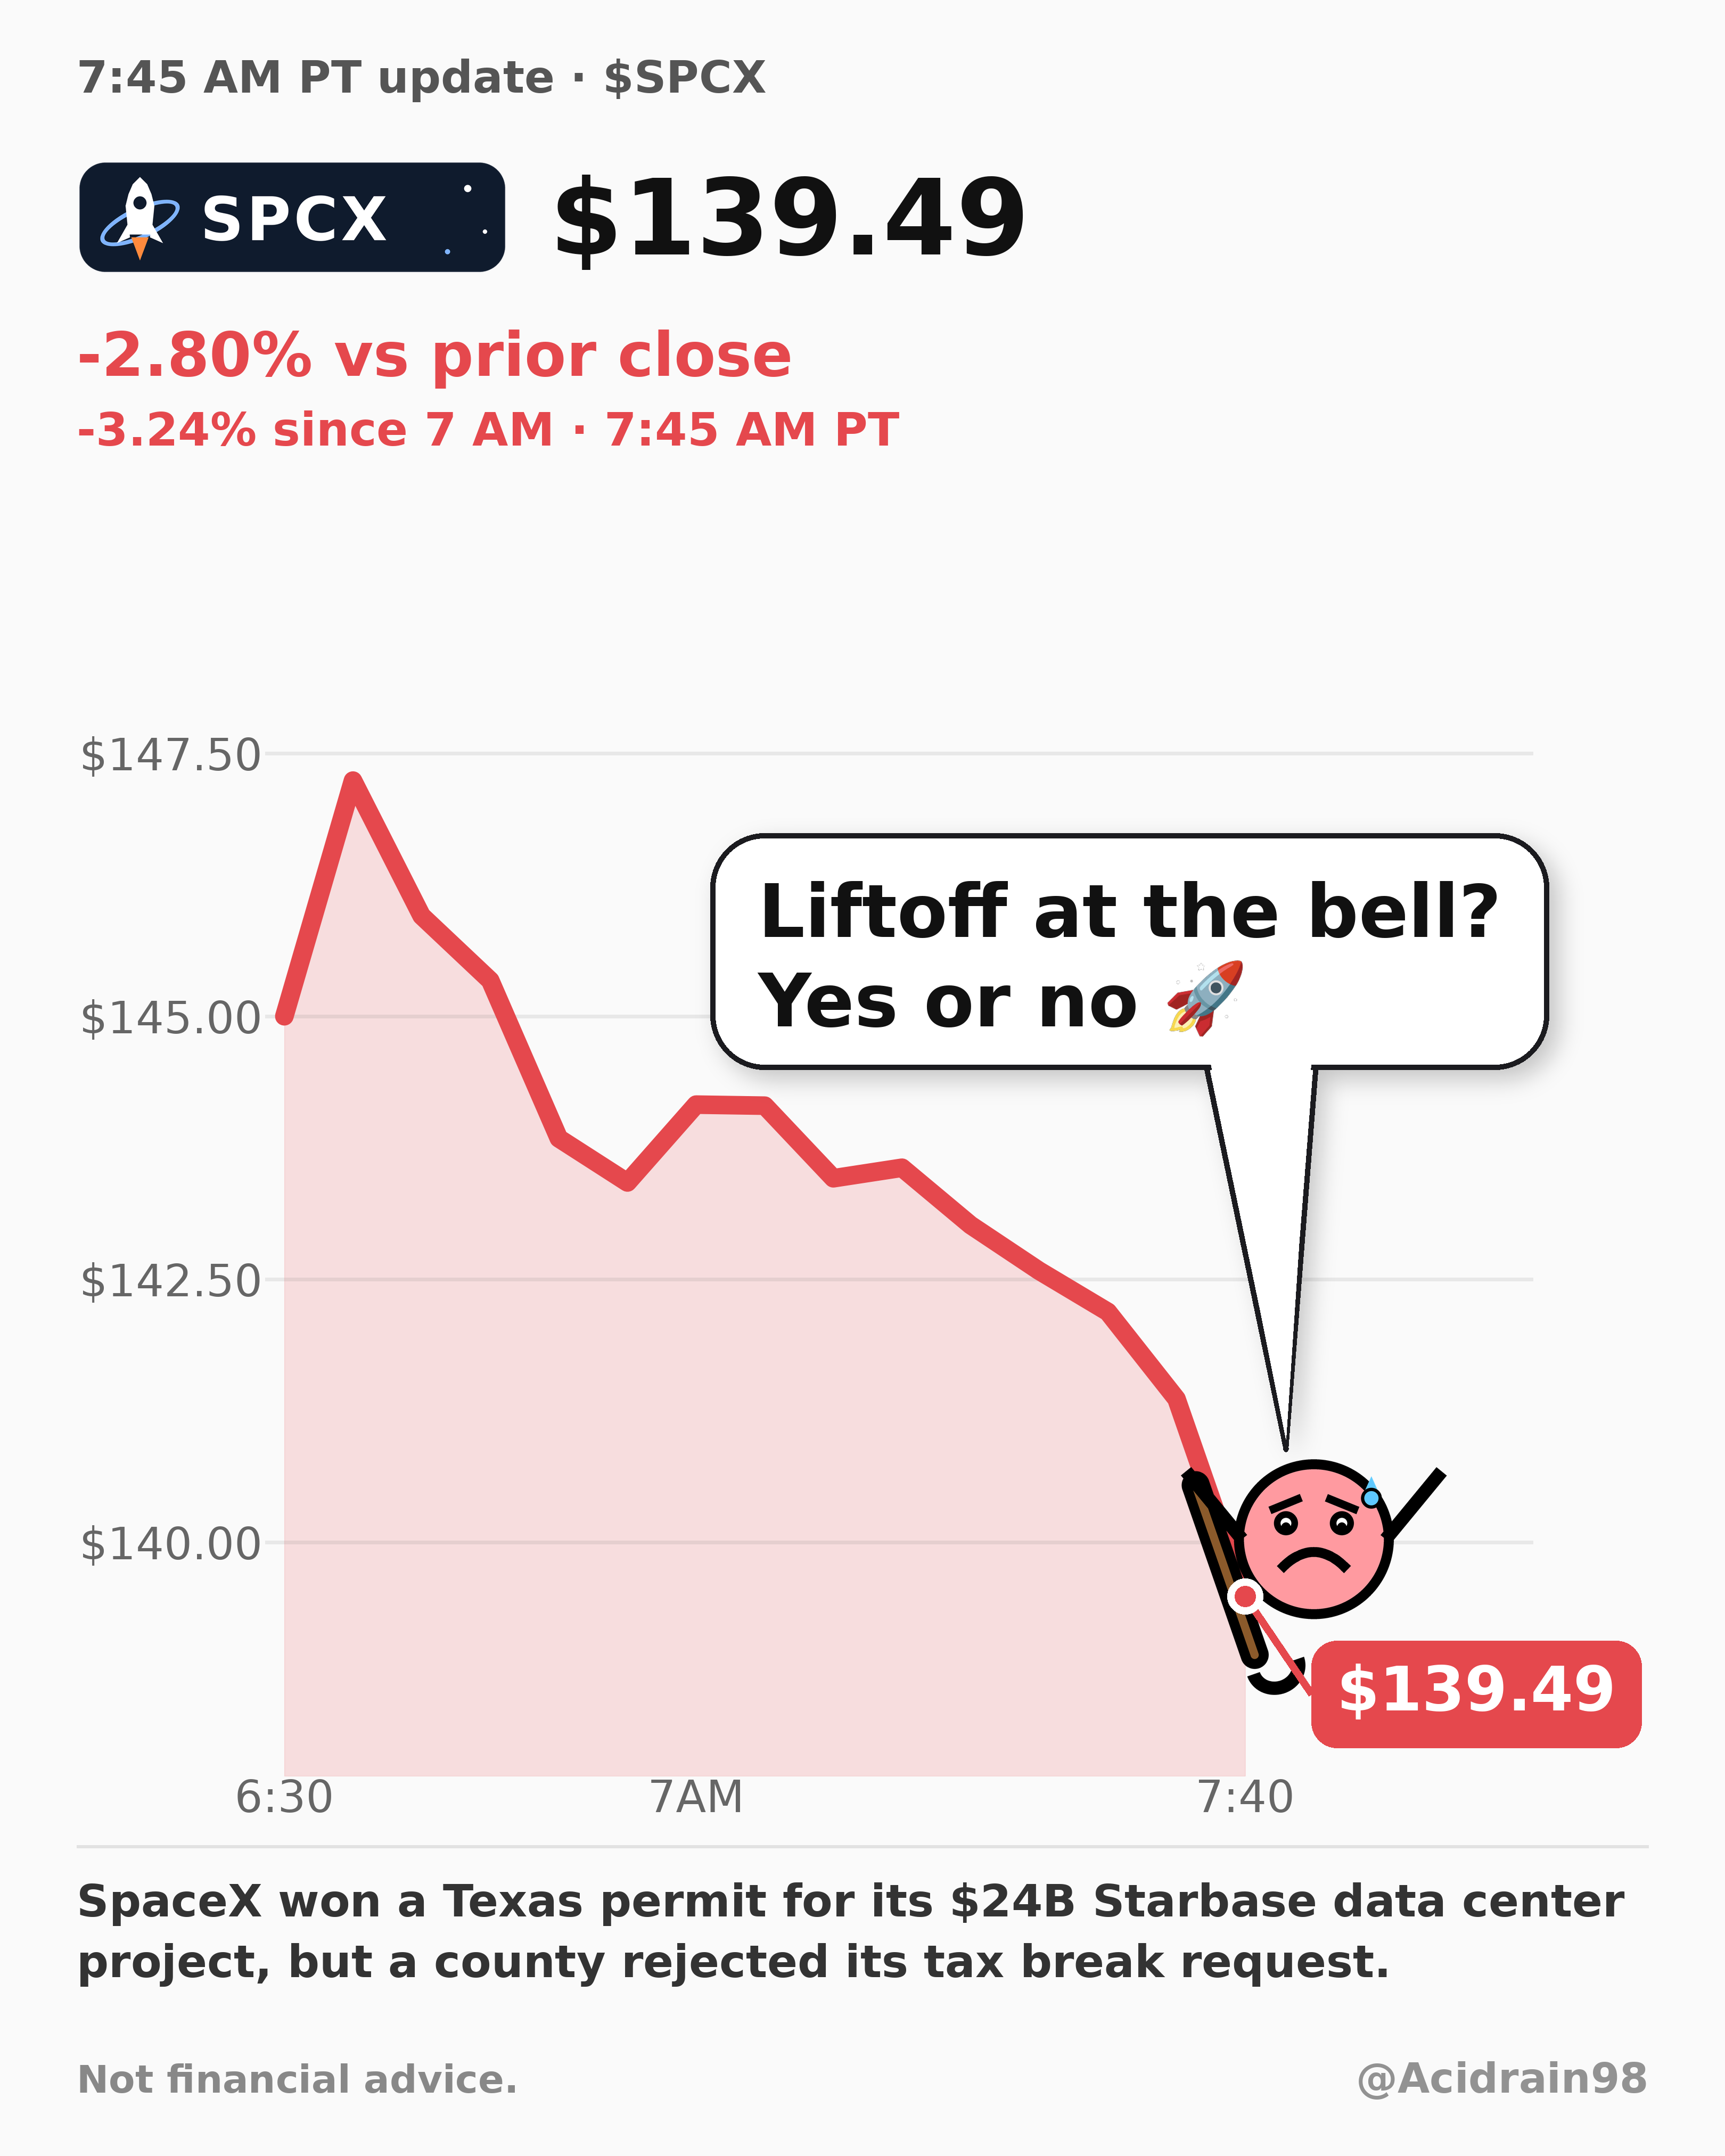 7:45 AM PT update · $SPCX
SPCX $139.49
-2.80% vs prior close
-3.24% since 7 AM · 7:45 AM PT
$147.50
Liftoff at the bell?
Yes or no 🚀
$145.00
$142.50
$140.00
$139.49
6:30 7AM 7:40
SpaceX won a Texas permit for its $24B Starbase data center
project, but a county rejected its tax break request.
Not financial advice. @Acidrain98